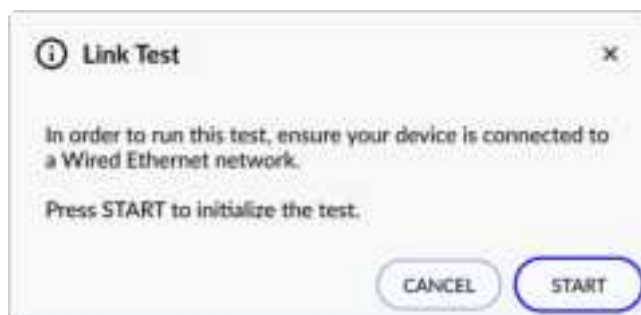 Link Test
In order to run this test, ensure your device is connected to
a Wired Ethernet network.
Press START to initialize the test.
CANCEL START